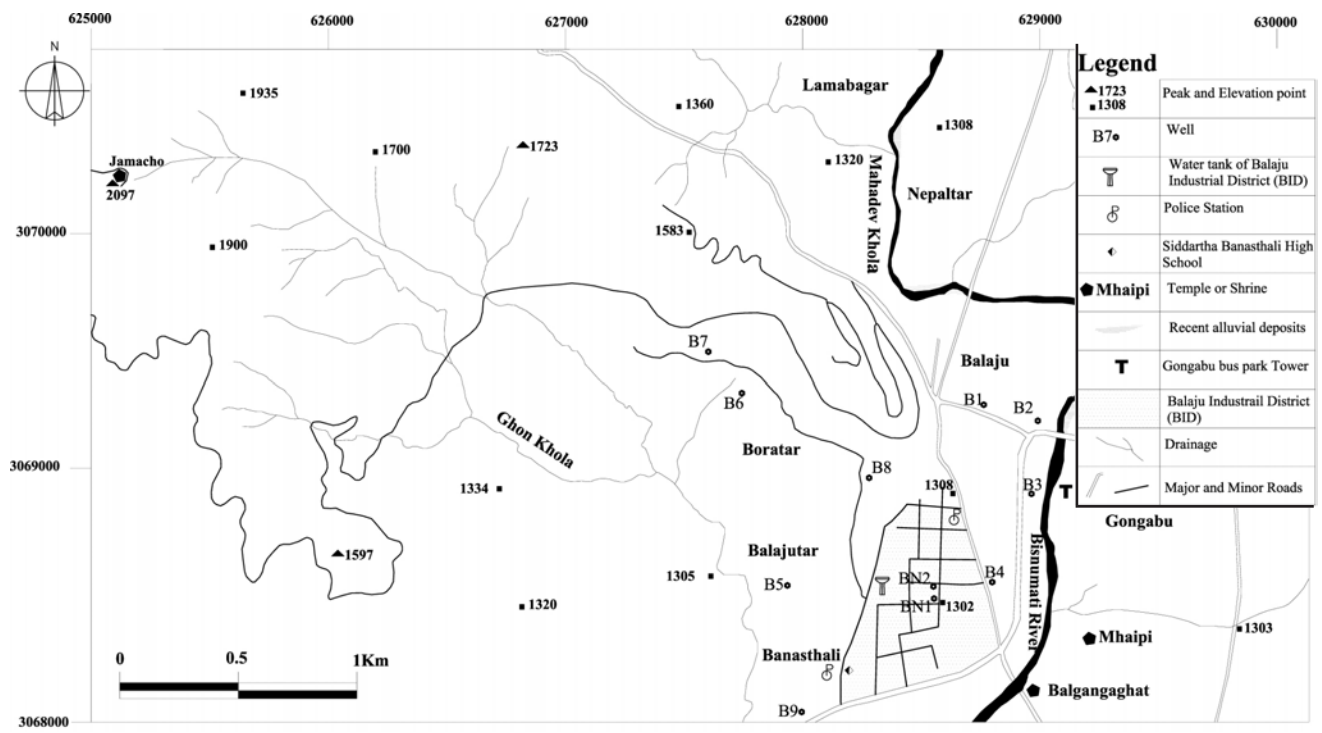 625000 626000 627000 628000 629000 630000
N
Legend
1723
1308
Peak and Elevation point
B7
Well
Water tank of Balaju
Industrial District (BID)
Police Station
Siddartha Banasthali High
School
Mhaipi
Temple or Shrine
Recent alluvial deposits
T
Gongabu bus park Tower
Balaju Industrail District
(BID)
Drainage
Major and Minor Roads
Lamabagar
1935
1360
1308
1700
1723
1320
Jamacho
2097
Mahadev Khola
Nepaltar
3070000
1900
1583
B7
Balaju
B6
B1
B2
Ghon Khola
Boratar
3069000
B8
1334
1308
B3
T
Gongabu
1597
Balajutar
Bisnumati River
1305
B5
BN2
B4
BN1
1302
1320
1303
Mhaipi
0 0.5 1Km
Banasthali
Balgangaghat
B9
3068000